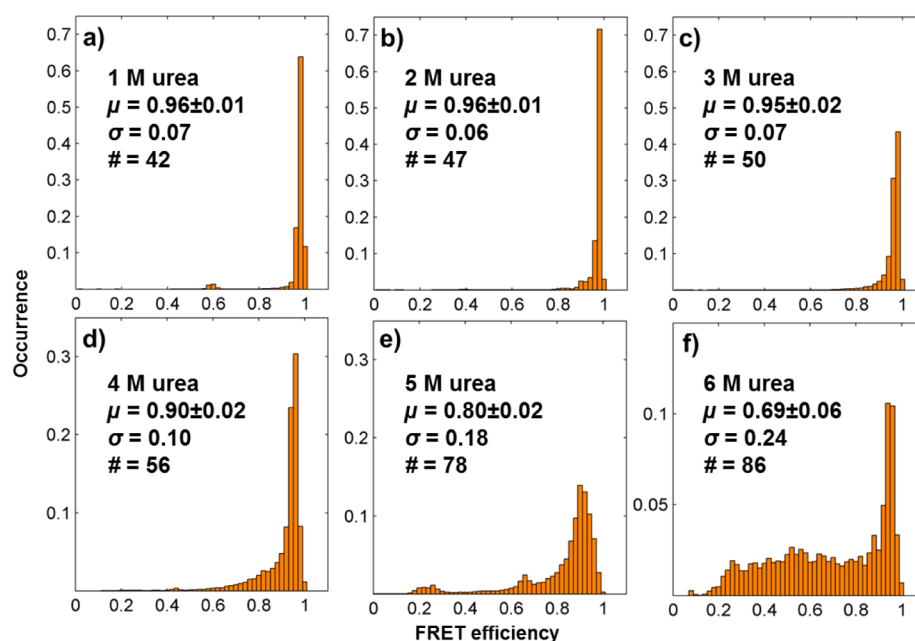 a)
1 M urea
μ = 0.96±0.01
σ = 0.07
# = 42
0.7
0.6
0.5
0.4
0.3
0.2
0.1
0 0.2 0.4 0.6 0.8 1
b)
2 M urea
μ = 0.96±0.01
σ = 0.06
# = 47
0.7
0.6
0.5
0.4
0.3
0.2
0.1
0 0.2 0.4 0.6 0.8 1
c)
3 M urea
μ = 0.95±0.02
σ = 0.07
# = 50
0.7
0.6
0.5
0.4
0.3
0.2
0.1
0 0.2 0.4 0.6 0.8 1
Occurrence
d)
4 M urea
μ = 0.90±0.02
σ = 0.10
# = 56
0.3
0.2
0.1
0 0.2 0.4 0.6 0.8 1
e)
5 M urea
μ = 0.80±0.02
σ = 0.18
# = 78
0.3
0.2
0.1
0 0.2 0.4 0.6 0.8 1
f)
6 M urea
μ = 0.69±0.06
σ = 0.24
# = 86
0.1
0.05
0 0.2 0.4 0.6 0.8 1
FRET efficiency